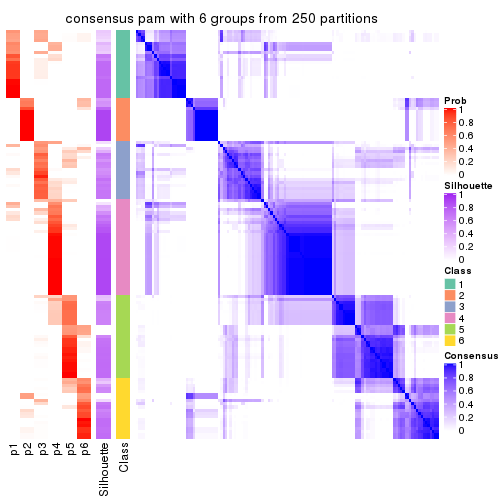 consensus pam with 6 groups from 250 partitions
Prob
1
0.8
0.6
0.4
0.2
0
Silhouette
1
0.8
0.6
0.4
0.2
0
Class
1
2
3
4
5
6
Consensus
1
0.8
0.6
0.4
0.2
0
p1
p2
p3
p4
p5
p6
Silhouette
Class